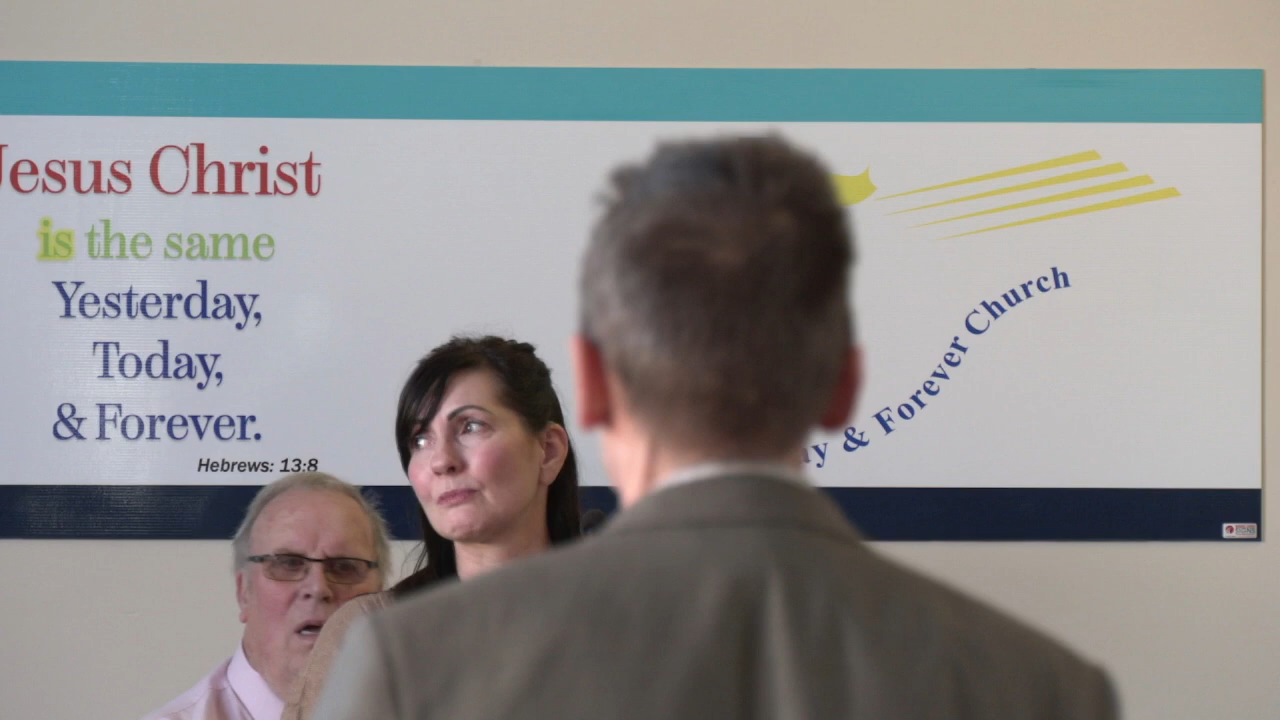 Jesus Christ
is the same
Yesterday,
Today,
& Forever.
Hebrews: 13:8
& Forever Church